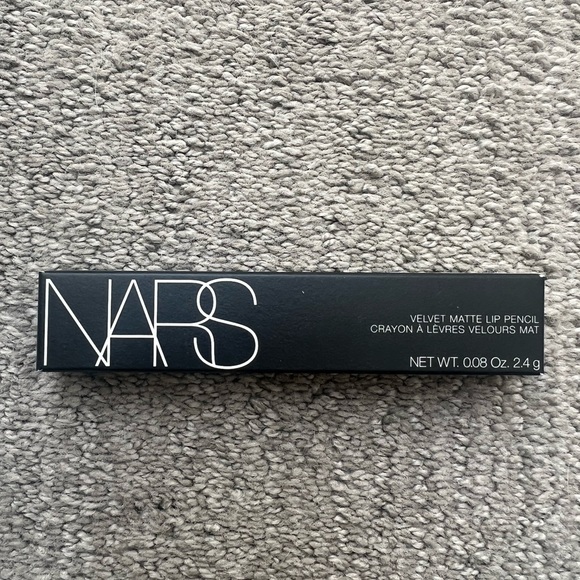 NARS
VELVET MATTE LIP PENCIL
CRAYON À LÈVRES VELOURS MAT
NET WT. 0.08 Oz. 2.4 g